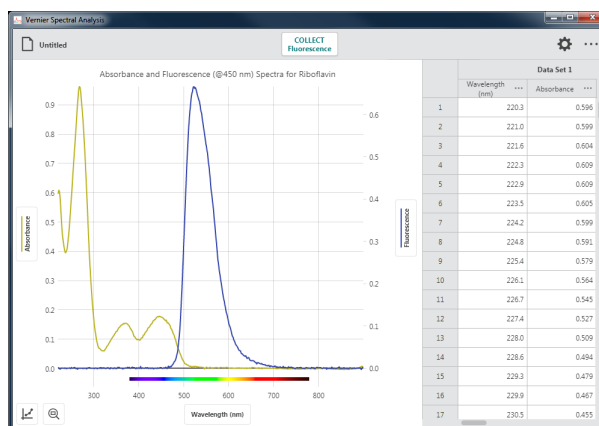 Vernier Spectral Analysis
Untitled
COLLECT
Fluorescence
Absorbance and Fluorescence (@450 nm) Spectra for Riboflavin
0.9
0.8
0.7
0.6
0.5
0.4
0.3
0.2
0.1
0.0
Absorbance
0.6
0.5
0.4
0.3
0.2
0.1
0.0
Fluorescence
300 400 500 600 700 800
Wavelength (nm)
Data Set 1
Wavelength ··· Absorbance ···
(nm)
1 220.3 0.596
2 221.0 0.599
3 221.6 0.604
4 222.3 0.609
5 222.9 0.609
6 223.5 0.605
7 224.2 0.599
8 224.8 0.591
9 225.4 0.579
10 226.1 0.564
11 226.7 0.545
12 227.4 0.527
13 228.0 0.509
14 228.6 0.494
15 229.3 0.479
16 229.9 0.467
17 230.5 0.455